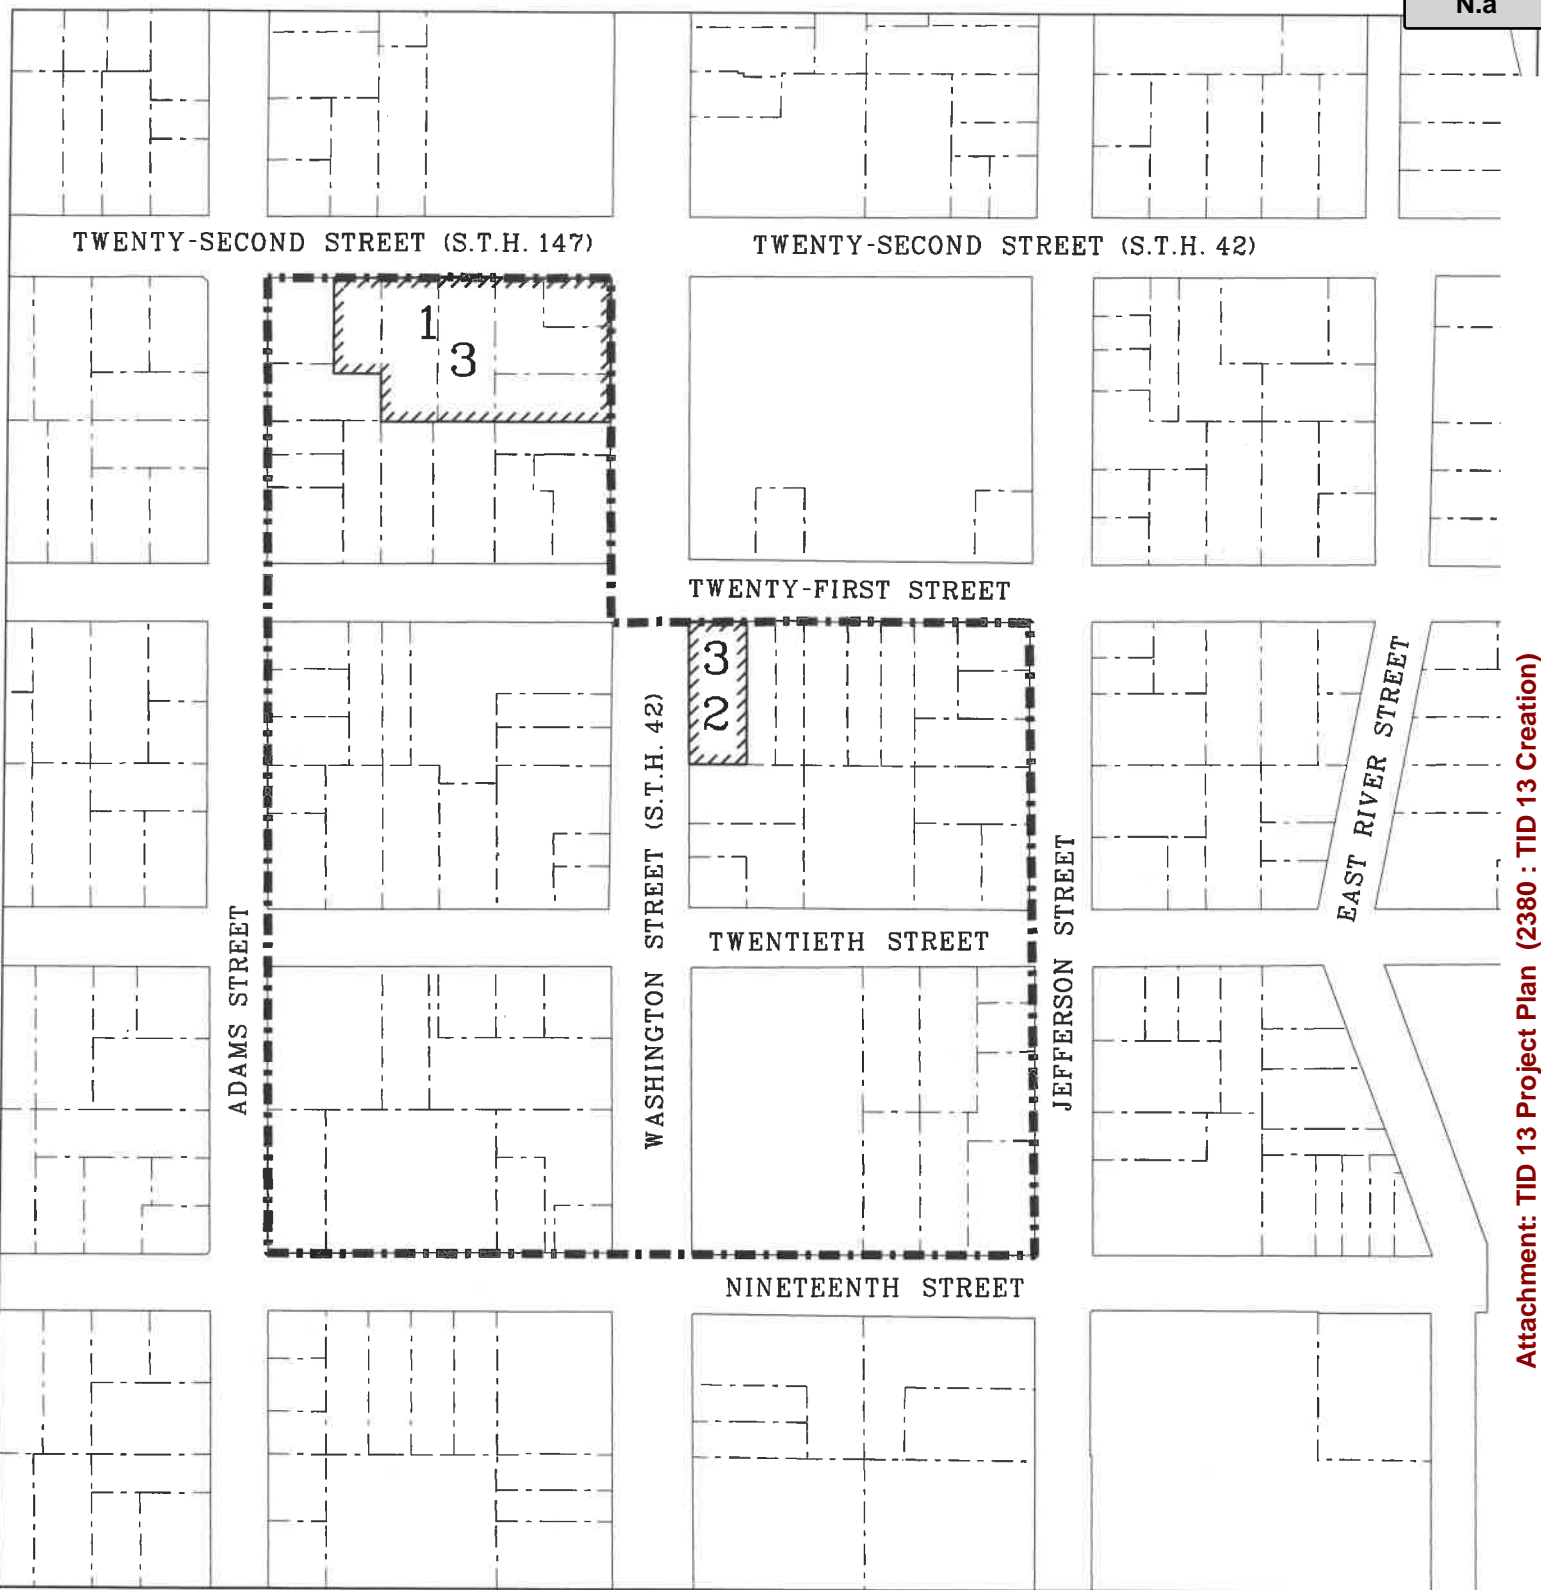 N.a
TWENTY-SECOND STREET (S.T.H. 147)
TWENTY-SECOND STREET (S.T.H. 42)
1
3
TWENTY-FIRST STREET
3
2
EAST RIVER STREET
WASHINGTON STREET (S.T.H. 42)
ADAMS STREET
TWENTIETH STREET
JEFFERSON STREET
NINETEENTH STREET
Attachment: TID 13 Project Plan (2380 : TID 13 Creation)